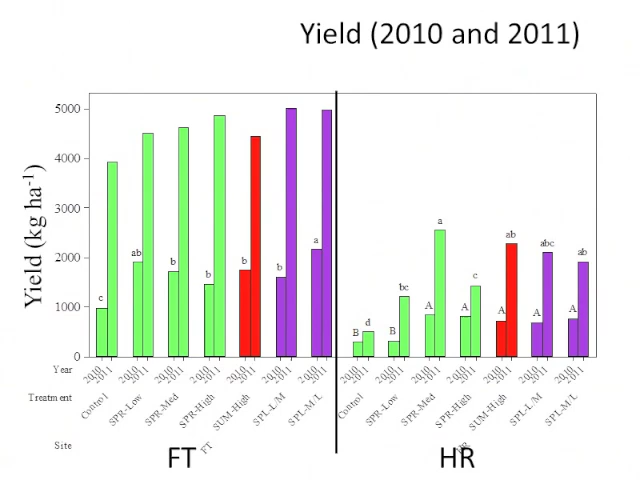 Yield (2010 and 2011)
Yield (kg ha-1)
5000
4000
3000
2000
1000
0
c ab b b b b a
B d B bc A a A c A ab A abc A ab
Year 2010 2011 2010 2011 2010 2011 2010 2011 2010 2011 2010 2011 2010 2011 2010 2011 2010 2011 2010 2011 2010 2011 2010 2011 2010 2011 2010 2011
Treatment Control SPR-Low SPR-Med SPR-High SUM-High SPL-L/M SPL-M/L Control SPR-Low SPR-Med SPR-High SUM-High SPL-L/M SPL-M/L
Site FT HR
FT HR